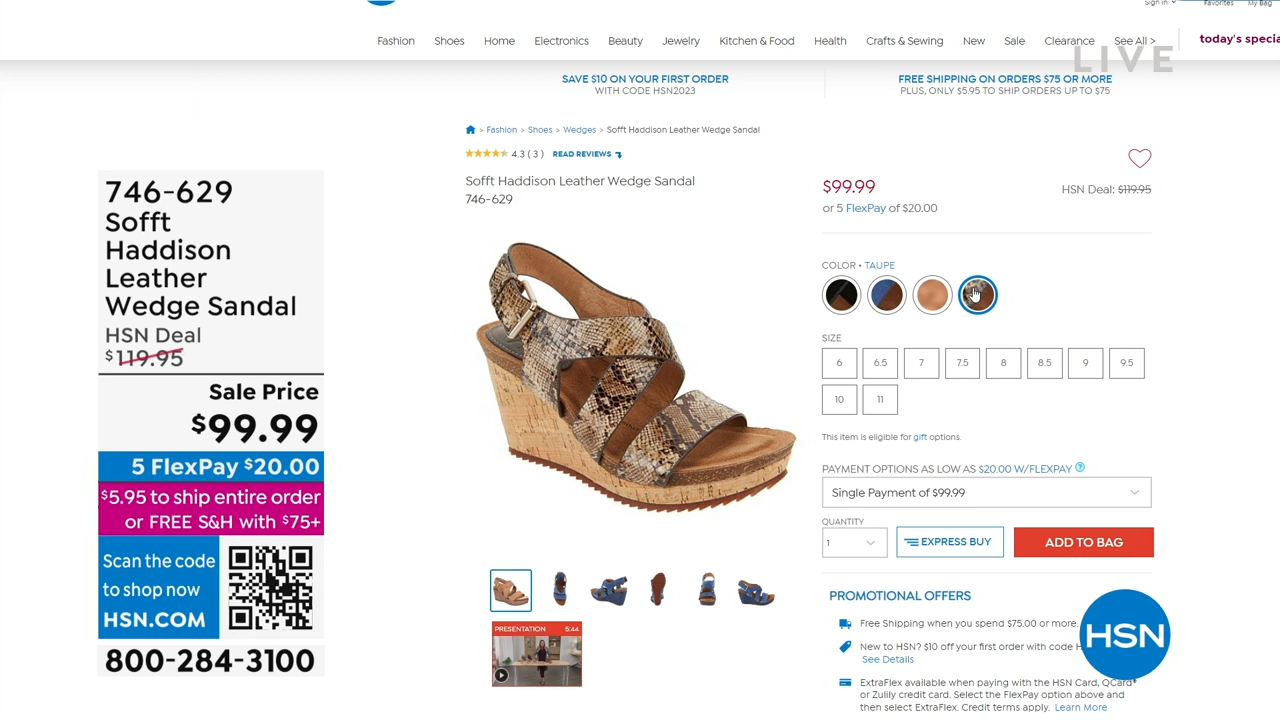 Sign In
Favorites
My Bag
Fashion
Shoes
Home
Electronics
Beauty
Jewelry
Kitchen & Food
Health
Crafts & Sewing
New
Sale
Clearance
See All >
today's specia
LIVE
SAVE $10 ON YOUR FIRST ORDER
WITH CODE HSN2023
FREE SHIPPING ON ORDERS $75 OR MORE
PLUS, ONLY $5.95 TO SHIP ORDERS UP TO $75
746-629
Sofft
Haddison
Leather
Wedge Sandal
HSN Deal
$119.95
Sale Price
$99.99
5 FlexPay $20.00
$5.95 to ship entire order
or FREE S&H with $75+
Scan the code
to shop now
HSN.COM
800-284-3100
> Fashion > Shoes > Wedges > Sofft Haddison Leather Wedge Sandal
4.3 ( 3 ) READ REVIEWS
Sofft Haddison Leather Wedge Sandal
746-629
PRESENTATION 5:44
$99.99
HSN Deal: $119.95
or 5 FlexPay of $20.00
COLOR • TAUPE
SIZE
6 6.5 7 7.5 8 8.5 9 9.5
10 11
This item is eligible for gift options.
PAYMENT OPTIONS AS LOW AS $20.00 W/FLEXPAY ?
Single Payment of $99.99
QUANTITY
1
EXPRESS BUY
ADD TO BAG
PROMOTIONAL OFFERS
Free Shipping when you spend $75.00 or more.
New to HSN? $10 off your first order with code H
See Details
ExtraFlex available when paying with the HSN Card, QCard®
or Zulily credit card. Select the FlexPay option above and
then select ExtraFlex. Credit terms apply. Learn More
HSN